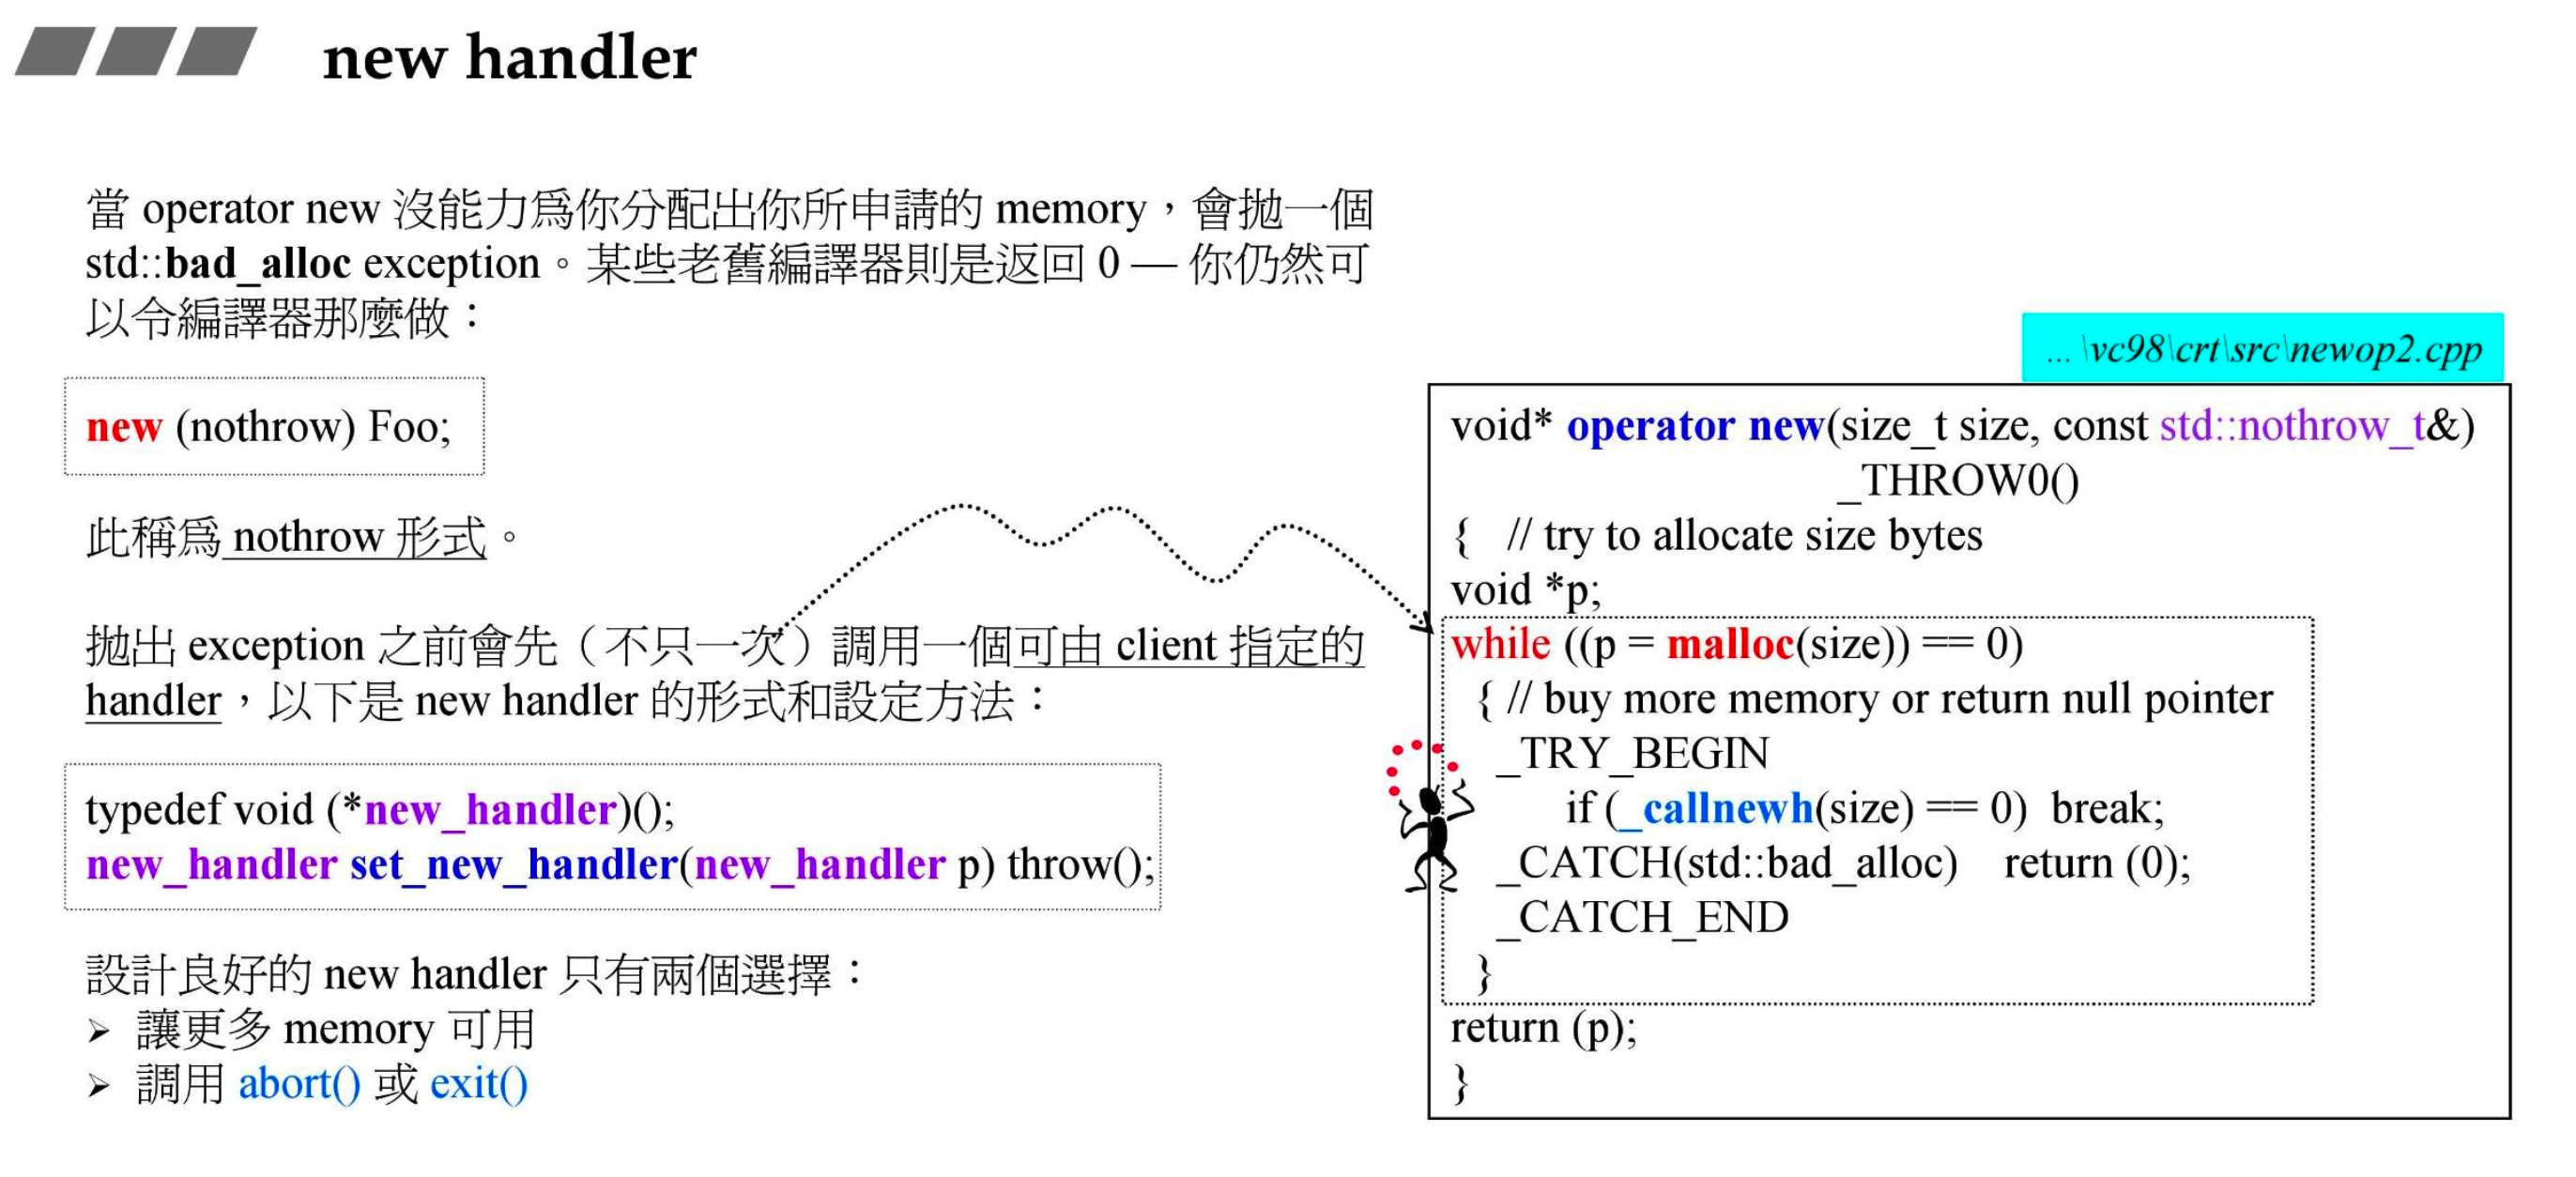 new handler
當 operator new 沒能力爲你分配出你所申請的 memory，會拋一個
std::bad_alloc exception。某些老舊編譯器則是返回 0 — 你仍然可
以令編譯器那麼做：
new (nothrow) Foo;
此稱爲 nothrow 形式。
拋出 exception 之前會先（不只一次）調用一個可由 client 指定的
handler，以下是 new handler 的形式和設定方法：
typedef void (*new_handler)();
new_handler set_new_handler(new_handler p) throw();
設計良好的 new handler 只有兩個選擇：
➢ 讓更多 memory 可用
➢ 調用 abort() 或 exit()
... \vc98\crt\src\newop2.cpp
void* operator new(size_t size, const std::nothrow_t&)
_THROW0()
{ // try to allocate size bytes
void *p;
while ((p = malloc(size)) == 0)
{ // buy more memory or return null pointer
_TRY_BEGIN
if (_callnewh(size) == 0) break;
_CATCH(std::bad_alloc) return (0);
_CATCH_END
}
return (p);
}